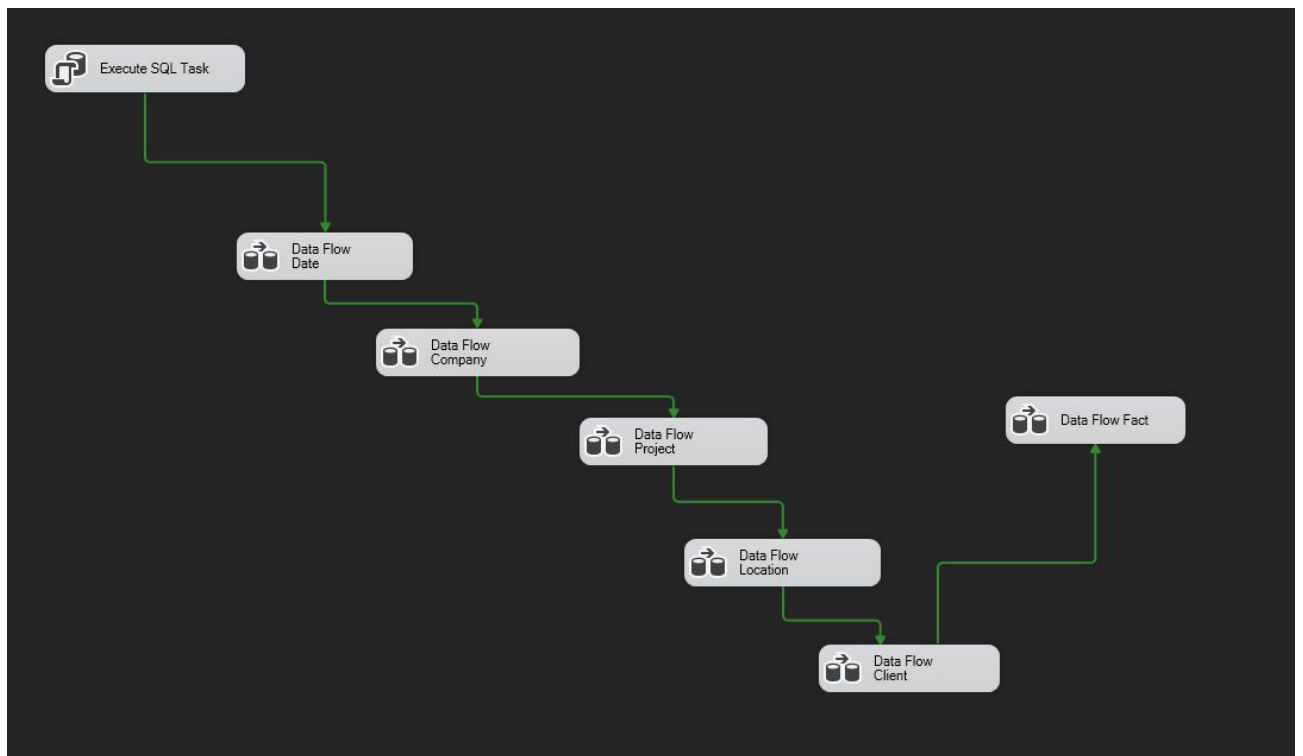 Execute SQL Task
Data Flow
Date
Data Flow
Company
Data Flow
Project
Data Flow Fact
Data Flow
Location
Data Flow
Client